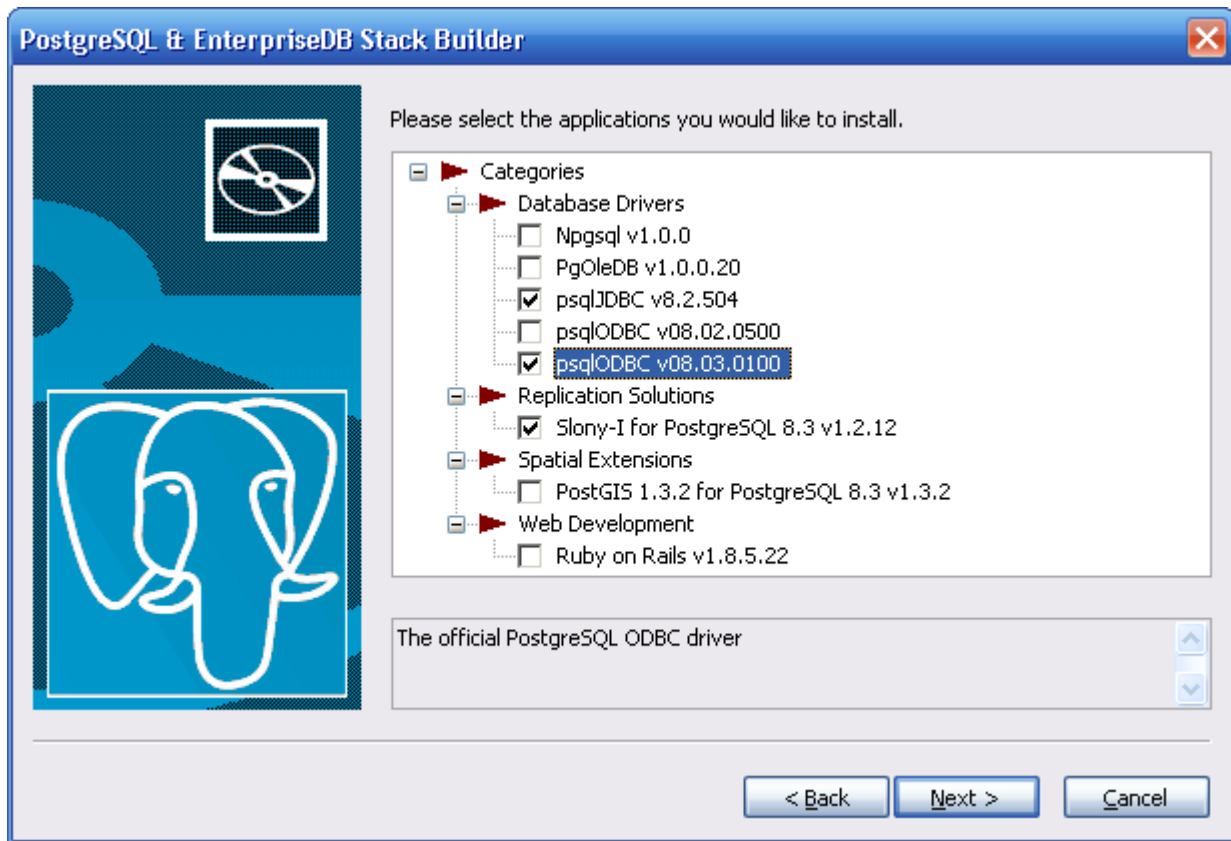 PostgreSQL & EnterpriseDB Stack Builder
Please select the applications you would like to install.
Categories
Database Drivers
Npgsql v1.0.0
PgOleDB v1.0.0.20
psqlJDBC v8.2.504
psqlODBC v08.02.0500
psqlODBC v08.03.0100
Replication Solutions
Slony-I for PostgreSQL 8.3 v1.2.12
Spatial Extensions
PostGIS 1.3.2 for PostgreSQL 8.3 v1.3.2
Web Development
Ruby on Rails v1.8.5.22
The official PostgreSQL ODBC driver
< Back Next > Cancel